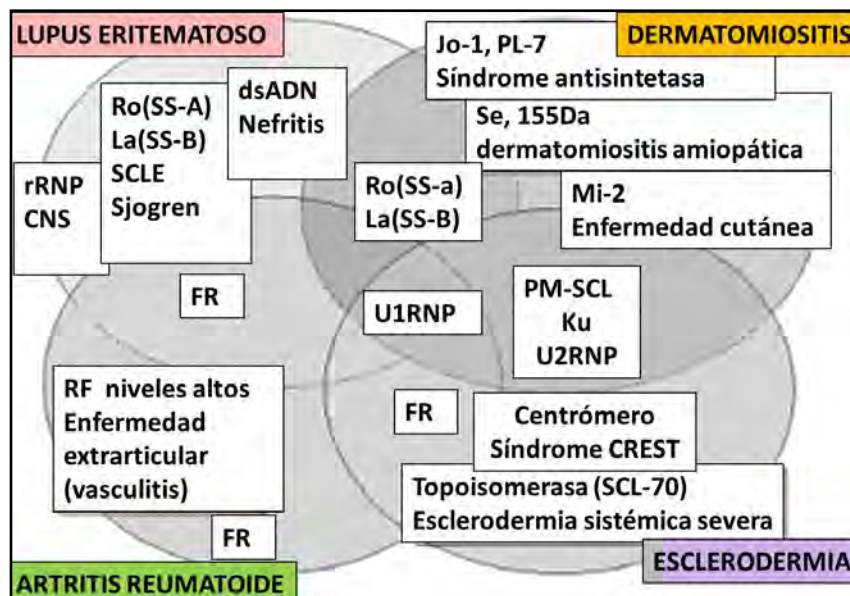 LUPUS ERITEMATOSO
DERMATOMIOSITIS
Jo-1, PL-7
Síndrome antisintetasa
dsADN
Nefritis
Ro(SS-A)
La(SS-B)
SCLE
Sjogren
Se, 155Da
dermatomiositis amiopática
rRNP
CNS
Ro(SS-a)
La(SS-B)
Mi-2
Enfermedad cutánea
FR
U1RNP
PM-SCL
Ku
U2RNP
RF niveles altos
Enfermedad
extrarticular
(vasculitis)
FR
Centrómero
Síndrome CREST
Topoisomerasa (SCL-70)
Esclerodermia sistémica severa
FR
ARTRITIS REUMATOIDE
ESCLERODERMIA